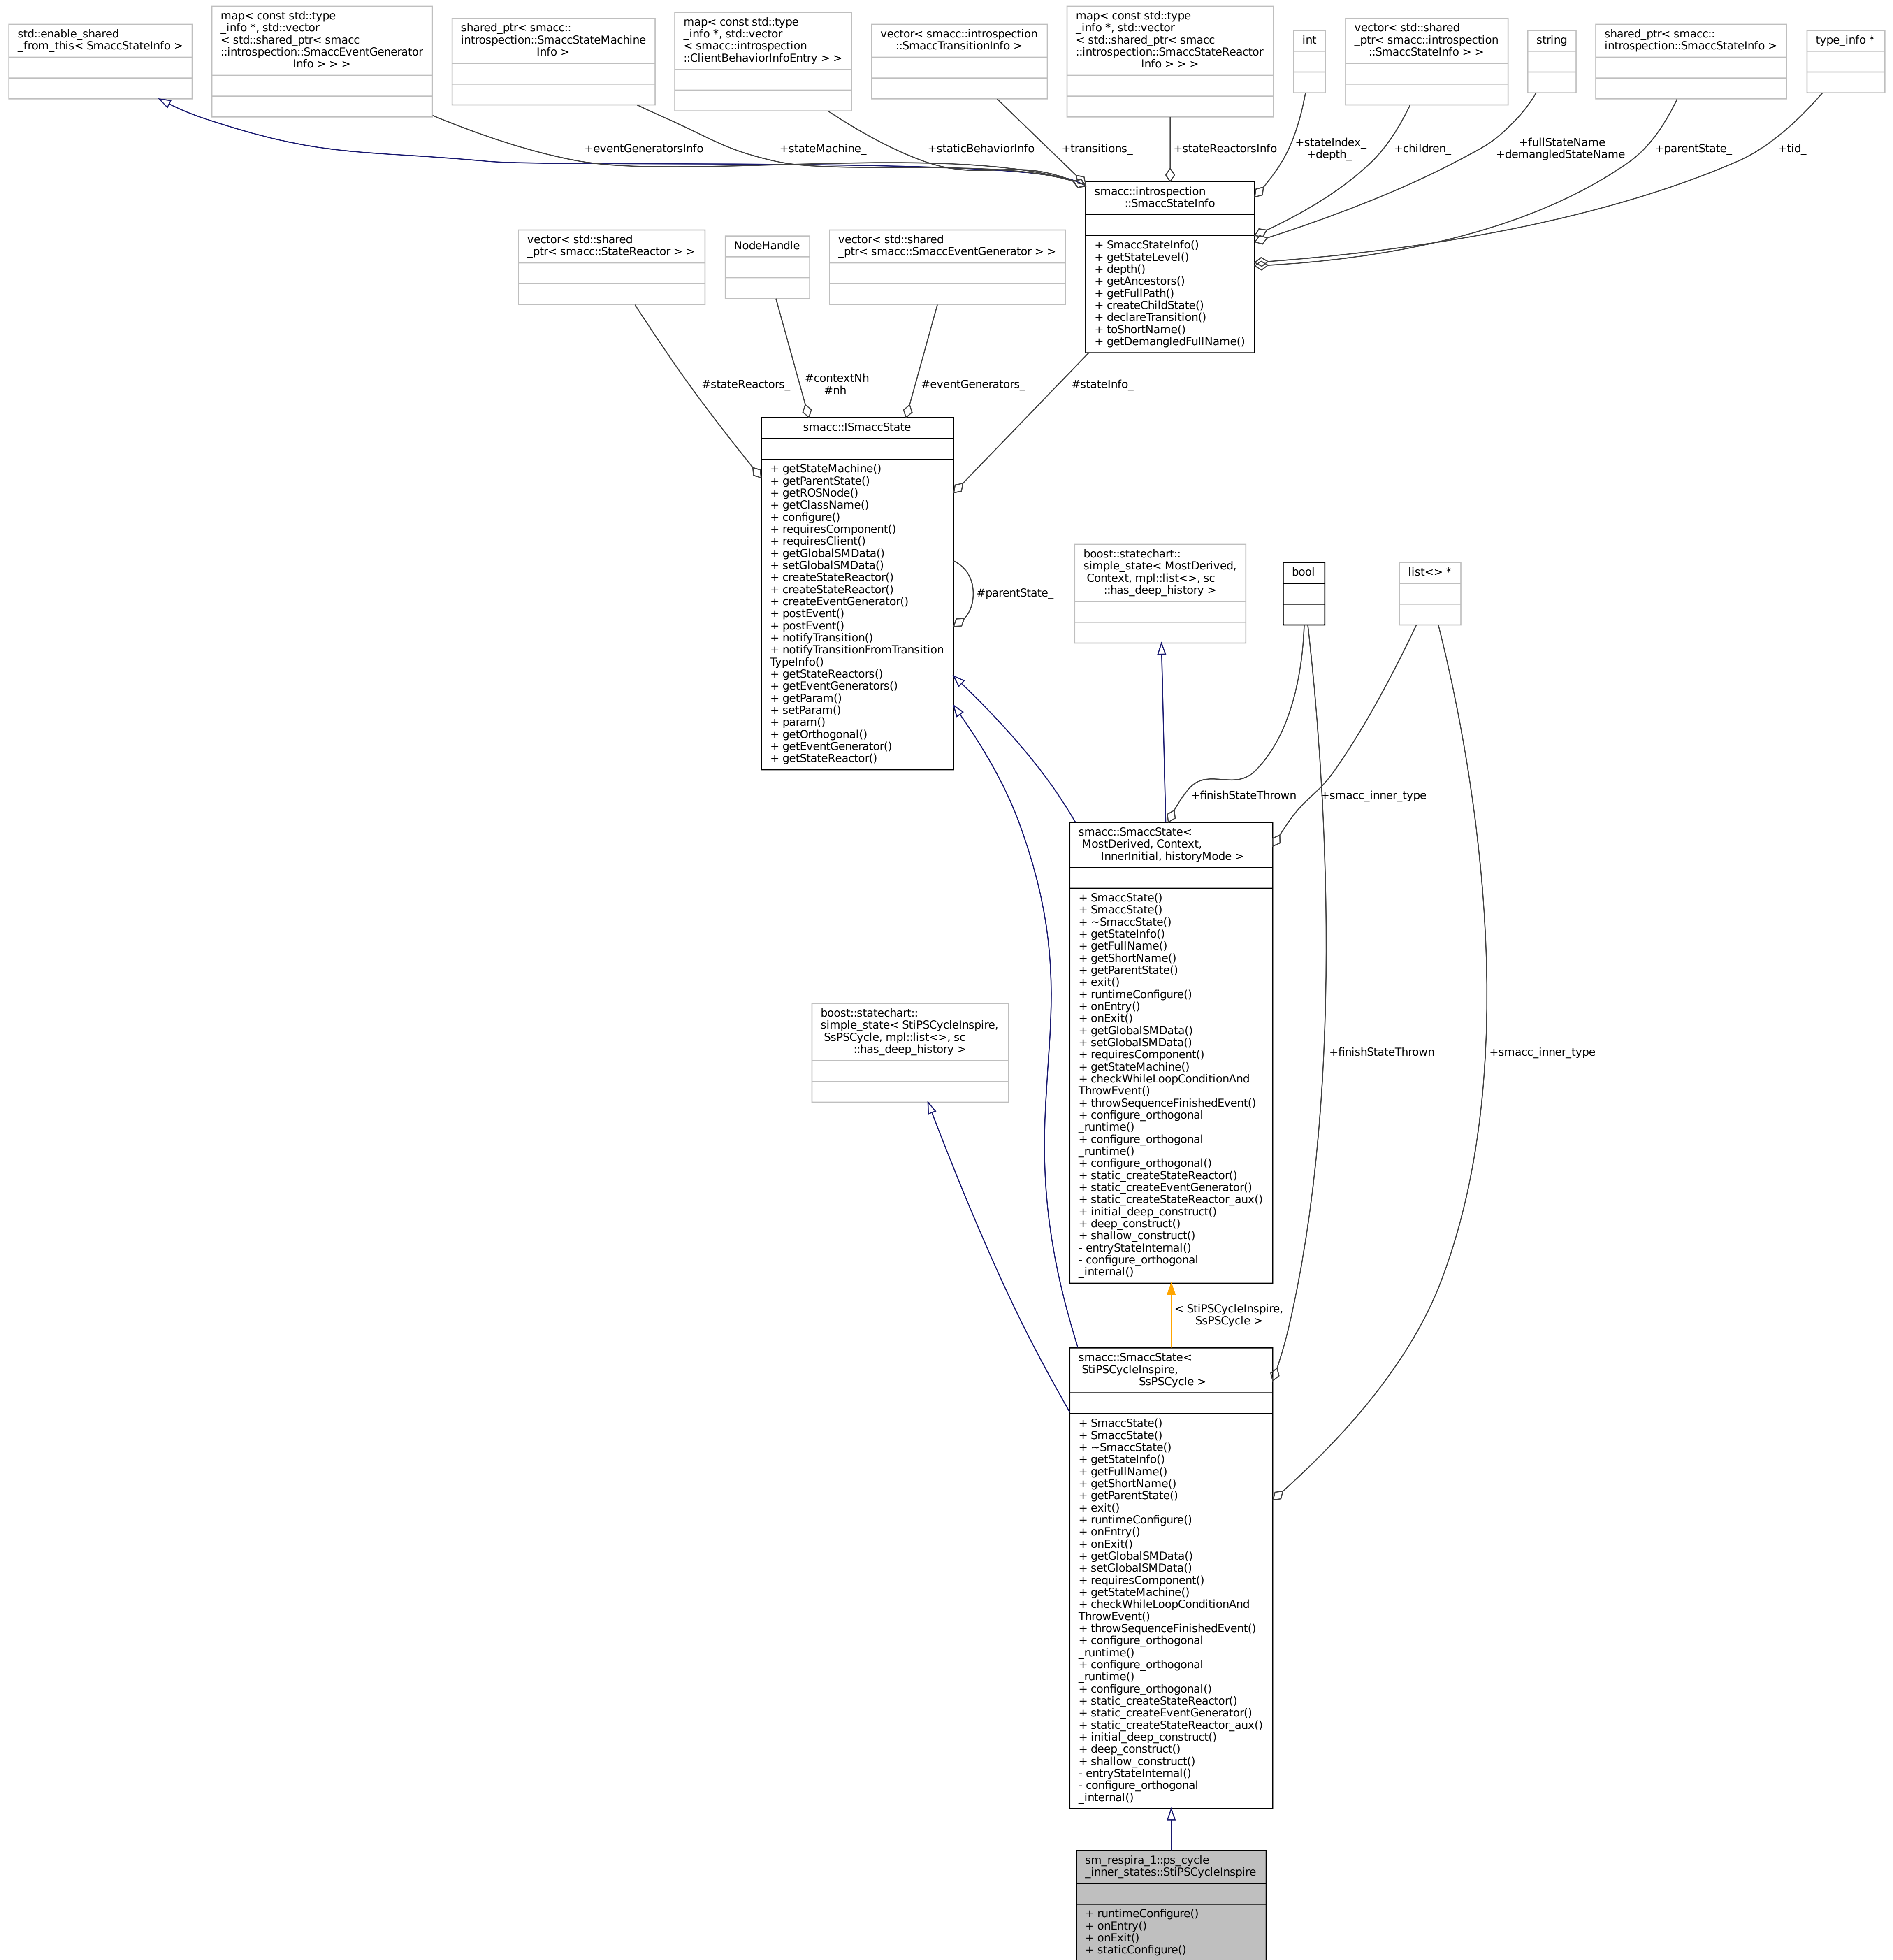 std::enable_shared
_from_this< SmaccStateInfo >
map< const std::type
_info *, std::vector
< std::shared_ptr< smacc
::introspection::SmaccEventGenerator
Info > > >
shared_ptr< smacc::
introspection::SmaccStateMachine
Info >
map< const std::type
_info *, std::vector
< smacc::introspection
::ClientBehaviorInfoEntry > >
vector< smacc::introspection
::SmaccTransitionInfo >
map< const std::type
_info *, std::vector
< std::shared_ptr< smacc
::introspection::SmaccStateReactor
Info > > >
int
vector< std::shared
_ptr< smacc::introspection
::SmaccStateInfo > >
string
shared_ptr< smacc::
introspection::SmaccStateInfo >
type_info *
+eventGeneratorsInfo
+stateMachine_
+staticBehaviorInfo
+transitions_
+stateReactorsInfo
+stateIndex_
+depth_
+children_
+fullStateName
+demangledStateName
+parentState_
+tid_
smacc::introspection
::SmaccStateInfo
+ SmaccStateInfo()
+ getStateLevel()
+ depth()
+ getAncestors()
+ getFullPath()
+ createChildState()
+ declareTransition()
+ toShortName()
+ getDemangledFullName()
vector< std::shared
_ptr< smacc::StateReactor > >
NodeHandle
vector< std::shared
_ptr< smacc::SmaccEventGenerator > >
#stateReactors_
#contextNh
#nh
#eventGenerators_
#stateInfo_
smacc::ISmaccState
+ getStateMachine()
+ getParentState()
+ getROSNode()
+ getClassName()
+ configure()
+ requiresComponent()
+ requiresClient()
+ getGlobalSMData()
+ setGlobalSMData()
+ createStateReactor()
+ createStateReactor()
+ createEventGenerator()
+ postEvent()
+ postEvent()
+ notifyTransition()
+ notifyTransitionFromTransition
TypeInfo()
+ getStateReactors()
+ getEventGenerators()
+ getParam()
+ setParam()
+ param()
+ getOrthogonal()
+ getEventGenerator()
+ getStateReactor()
#parentState_
boost::statechart::
simple_state< MostDerived,
Context, mpl::list<>, sc
::has_deep_history >
bool
list<> *
+finishStateThrown
+smacc_inner_type
smacc::SmaccState<
MostDerived, Context,
InnerInitial, historyMode >
+ SmaccState()
+ SmaccState()
+ ~SmaccState()
+ getStateInfo()
+ getFullName()
+ getShortName()
+ getParentState()
+ exit()
+ runtimeConfigure()
+ onEntry()
+ onExit()
+ getGlobalSMData()
+ setGlobalSMData()
+ requiresComponent()
+ getStateMachine()
+ checkWhileLoopConditionAnd
ThrowEvent()
+ throwSequenceFinishedEvent()
+ configure_orthogonal
_runtime()
+ configure_orthogonal
_runtime()
+ configure_orthogonal()
+ static_createStateReactor()
+ static_createEventGenerator()
+ static_createStateReactor_aux()
+ initial_deep_construct()
+ deep_construct()
+ shallow_construct()
- entryStateInternal()
- configure_orthogonal
_internal()
boost::statechart::
simple_state< StiPSCycleInspire,
SsPSCycle, mpl::list<>, sc
::has_deep_history >
+finishStateThrown
+smacc_inner_type
< StiPSCycleInspire,
SsPSCycle >
smacc::SmaccState<
StiPSCycleInspire,
SsPSCycle >
+ SmaccState()
+ SmaccState()
+ ~SmaccState()
+ getStateInfo()
+ getFullName()
+ getShortName()
+ getParentState()
+ exit()
+ runtimeConfigure()
+ onEntry()
+ onExit()
+ getGlobalSMData()
+ setGlobalSMData()
+ requiresComponent()
+ getStateMachine()
+ checkWhileLoopConditionAnd
ThrowEvent()
+ throwSequenceFinishedEvent()
+ configure_orthogonal
_runtime()
+ configure_orthogonal
_runtime()
+ configure_orthogonal()
+ static_createStateReactor()
+ static_createEventGenerator()
+ static_createStateReactor_aux()
+ initial_deep_construct()
+ deep_construct()
+ shallow_construct()
- entryStateInternal()
- configure_orthogonal
_internal()
sm_respira_1::ps_cycle
_inner_states::StiPSCycleInspire
+ runtimeConfigure()
+ onEntry()
+ onExit()
+ staticConfigure()